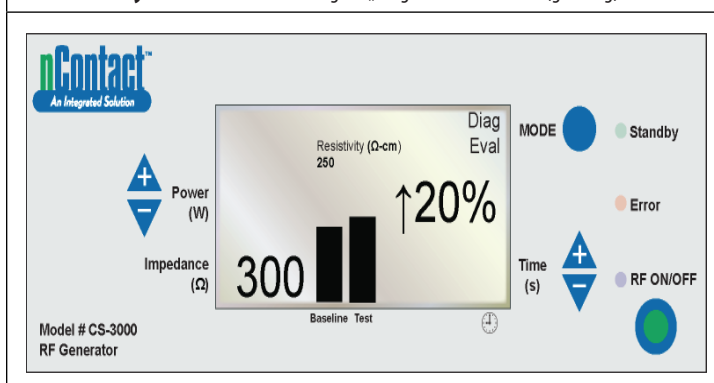 nContact™
An Integrated Solution
Power
(W)
Impedance
(Ω)
Model # CS-3000
RF Generator
Diag
Eval
Resistivity (Ω-cm)
250
↑20%
300
Baseline Test
MODE
Time
(s)
Standby
Error
RF ON/OFF